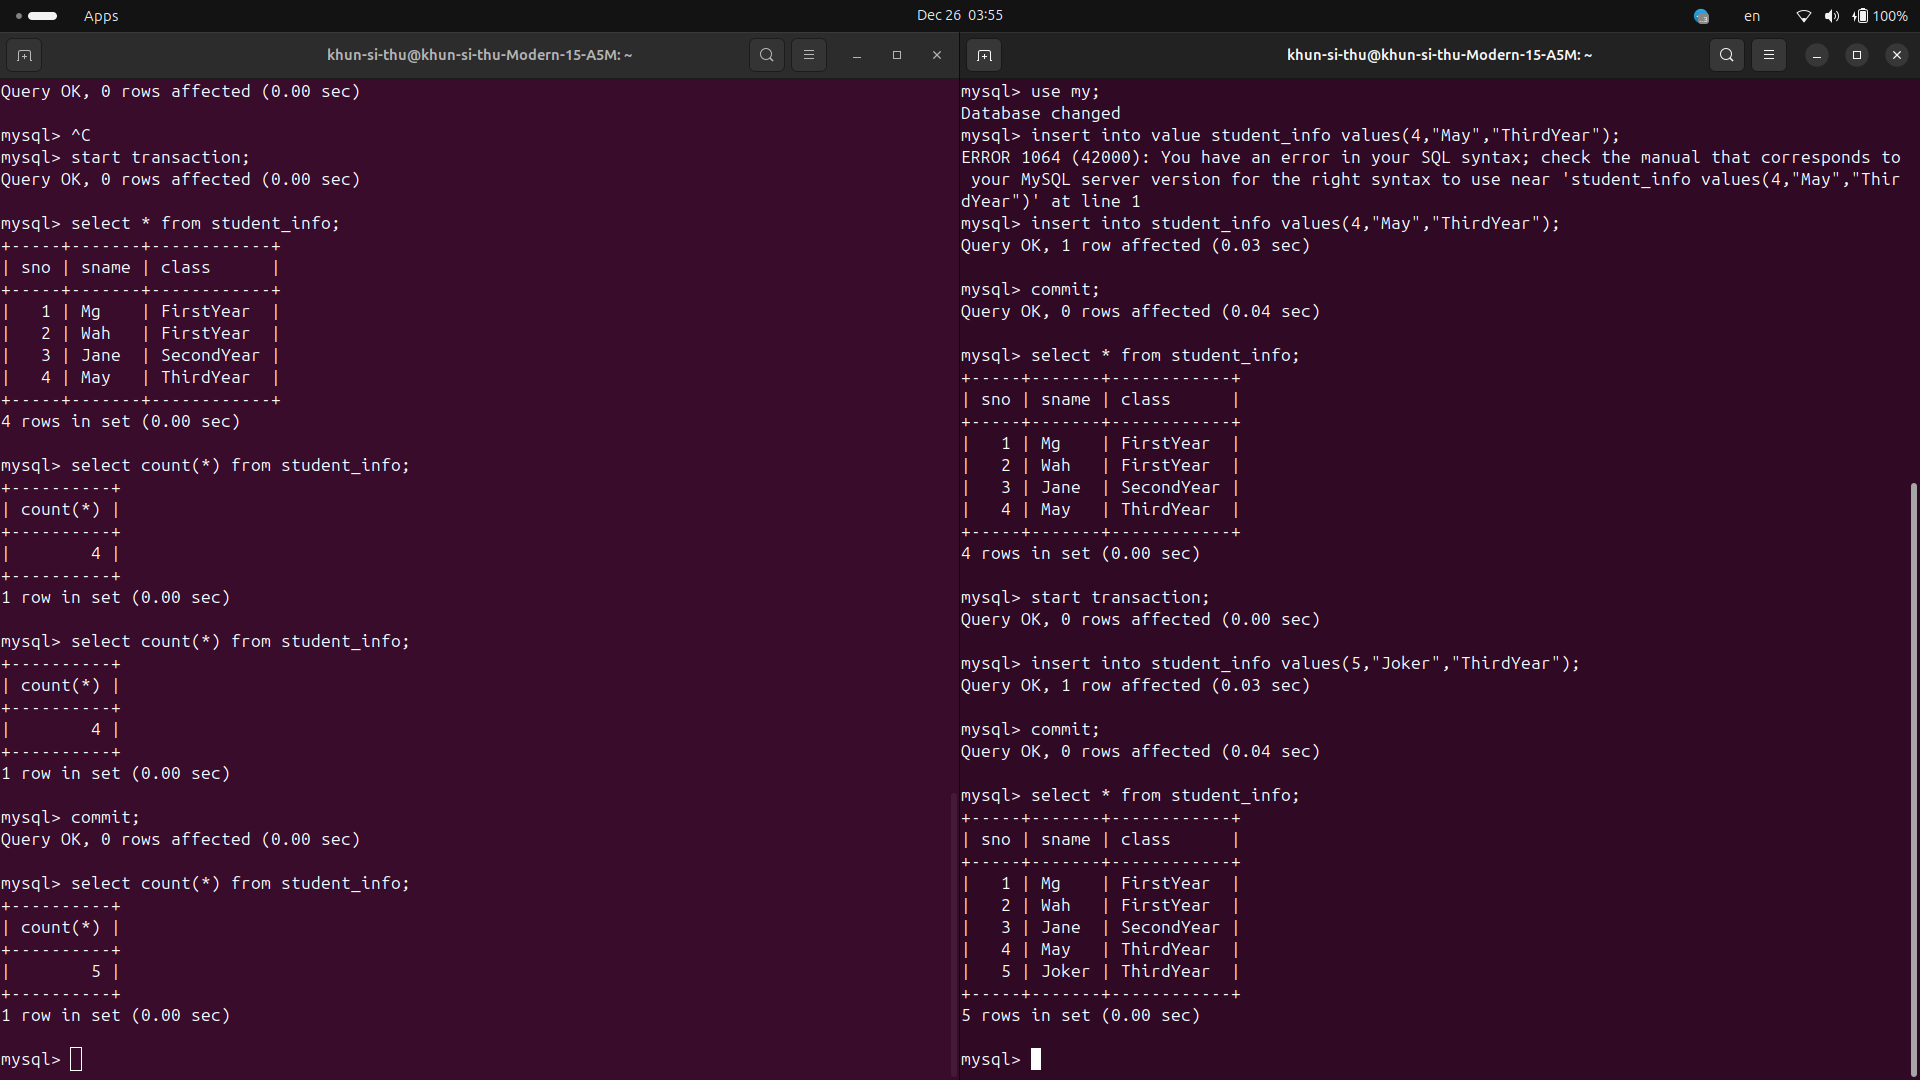 Apps
Dec 26 03:55
en
100%
khun-si-thu@khun-si-thu-Modern-15-A5M: ~
Query OK, 0 rows affected (0.00 sec)
mysql> ^C
mysql> start transaction;
Query OK, 0 rows affected (0.00 sec)
mysql> select * from student_info;
+-----+-------+------------+
| sno | sname | class      |
+-----+-------+------------+
|   1 | Mg    | FirstYear  |
|   2 | Wah   | FirstYear  |
|   3 | Jane  | SecondYear |
|   4 | May   | ThirdYear  |
+-----+-------+------------+
4 rows in set (0.00 sec)
mysql> select count(*) from student_info;
+----------+
| count(*) |
+----------+
|        4 |
+----------+
1 row in set (0.00 sec)
mysql> select count(*) from student_info;
+----------+
| count(*) |
+----------+
|        4 |
+----------+
1 row in set (0.00 sec)
mysql> commit;
Query OK, 0 rows affected (0.00 sec)
mysql> select count(*) from student_info;
+----------+
| count(*) |
+----------+
|        5 |
+----------+
1 row in set (0.00 sec)
mysql>
khun-si-thu@khun-si-thu-Modern-15-A5M: ~
mysql> use my;
Database changed
mysql> insert into value student_info values(4,"May","ThirdYear");
ERROR 1064 (42000): You have an error in your SQL syntax; check the manual that corresponds to
 your MySQL server version for the right syntax to use near 'student_info values(4,"May","Thir
dYear")' at line 1
mysql> insert into student_info values(4,"May","ThirdYear");
Query OK, 1 row affected (0.03 sec)
mysql> commit;
Query OK, 0 rows affected (0.04 sec)
mysql> select * from student_info;
+-----+-------+------------+
| sno | sname | class      |
+-----+-------+------------+
|   1 | Mg    | FirstYear  |
|   2 | Wah   | FirstYear  |
|   3 | Jane  | SecondYear |
|   4 | May   | ThirdYear  |
+-----+-------+------------+
4 rows in set (0.00 sec)
mysql> start transaction;
Query OK, 0 rows affected (0.00 sec)
mysql> insert into student_info values(5,"Joker","ThirdYear");
Query OK, 1 row affected (0.03 sec)
mysql> commit;
Query OK, 0 rows affected (0.04 sec)
mysql> select * from student_info;
+-----+-------+------------+
| sno | sname | class      |
+-----+-------+------------+
|   1 | Mg    | FirstYear  |
|   2 | Wah   | FirstYear  |
|   3 | Jane  | SecondYear |
|   4 | May   | ThirdYear  |
|   5 | Joker | ThirdYear  |
+-----+-------+------------+
5 rows in set (0.00 sec)
mysql>